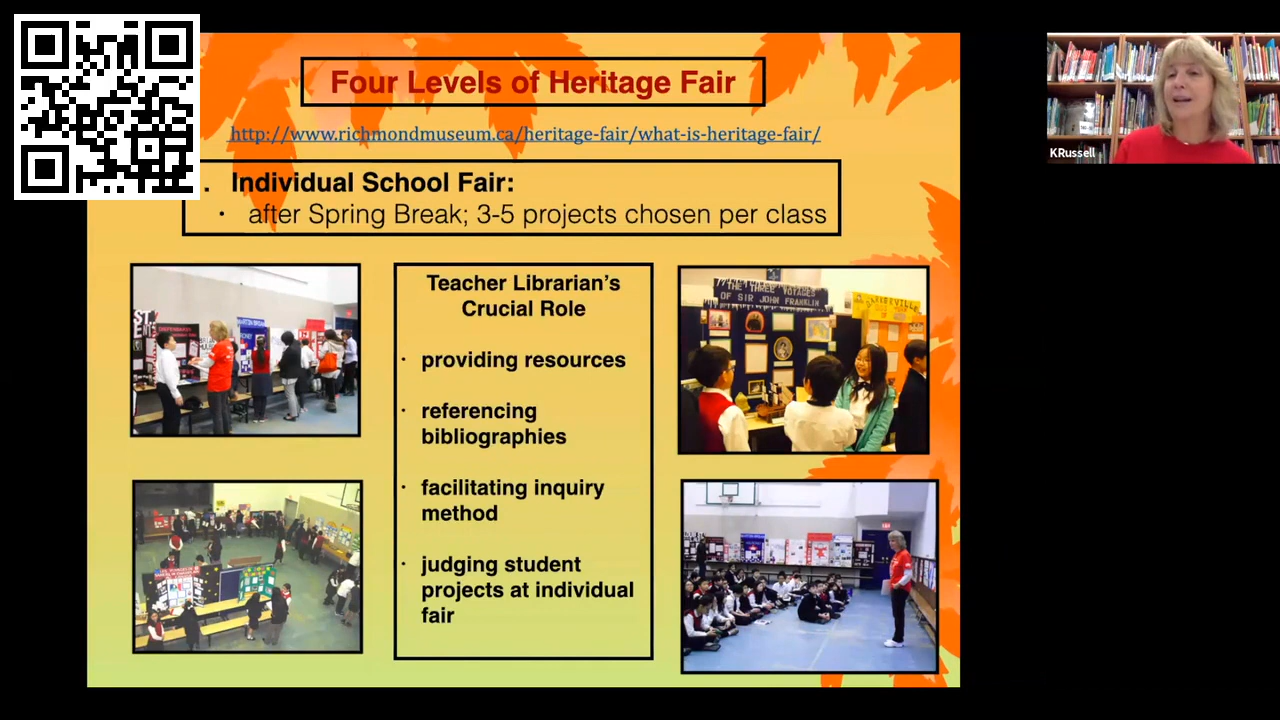 Four Levels of Heritage Fair
http://www.richmondmuseum.ca/heritage-fair/what-is-heritage-fair/
. Individual School Fair:
· after Spring Break; 3-5 projects chosen per class
Teacher Librarian’s
Crucial Role
· providing resources
· referencing
bibliographies
· facilitating inquiry
method
· judging student
projects at individual
fair
THE THREE VOYAGES
OF SIR JOHN FRANKLIN
KRussell